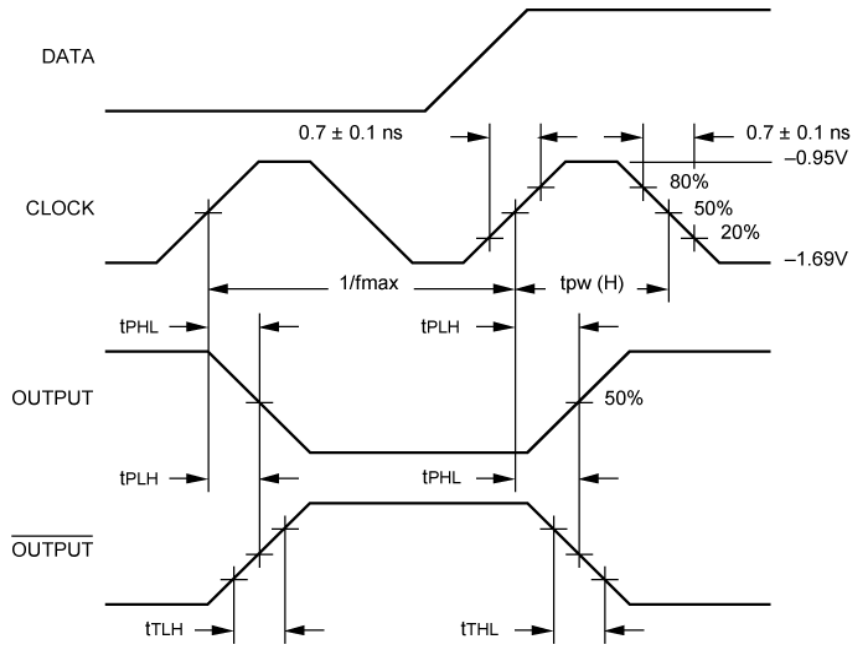 DATA
0.7 ± 0.1 ns
0.7 ± 0.1 ns
–0.95V
80%
CLOCK
50%
20%
–1.69V
1/fmax
tpw (H)
tPHL
tPLH
OUTPUT
50%
tPLH
tPHL
OUTPUT
tTLH
tTHL